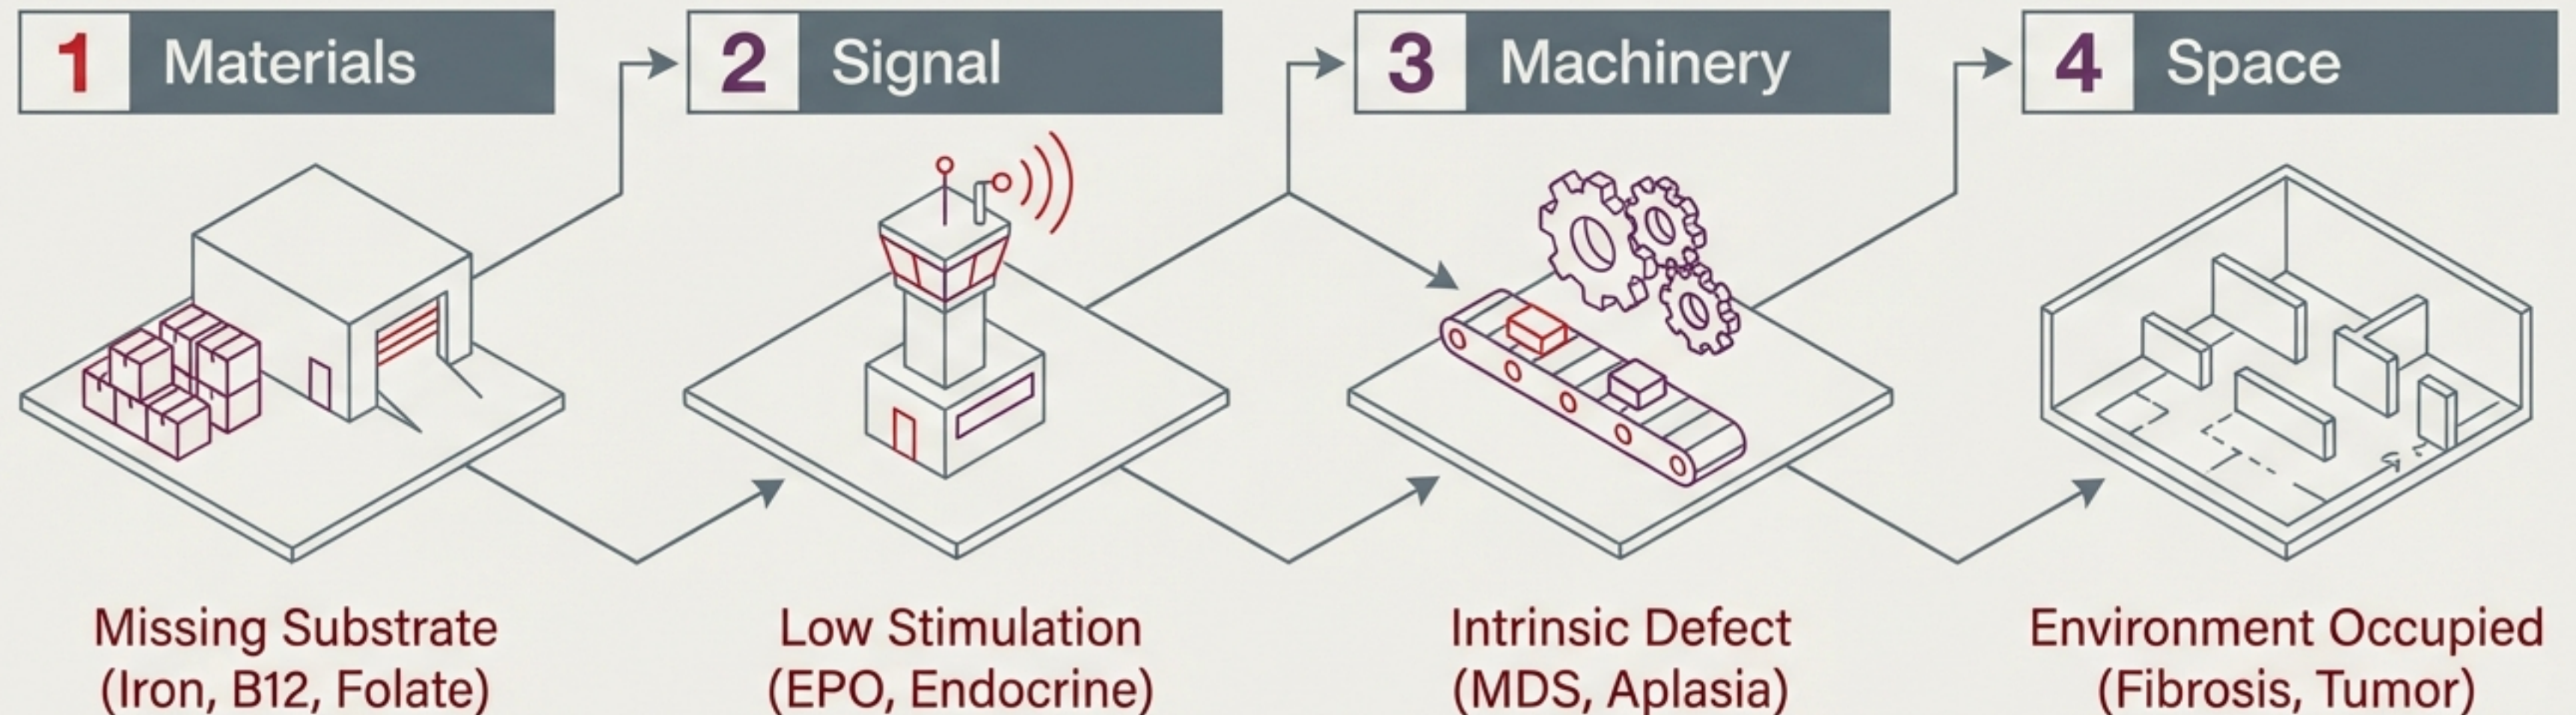 1 Materials
2 Signal
3 Machinery
4 Space
Missing Substrate
(Iron, B12, Folate)
Low Stimulation
(EPO, Endocrine)
Intrinsic Defect
(MDS, Aplasia)
Environment Occupied
(Fibrosis, Tumor)